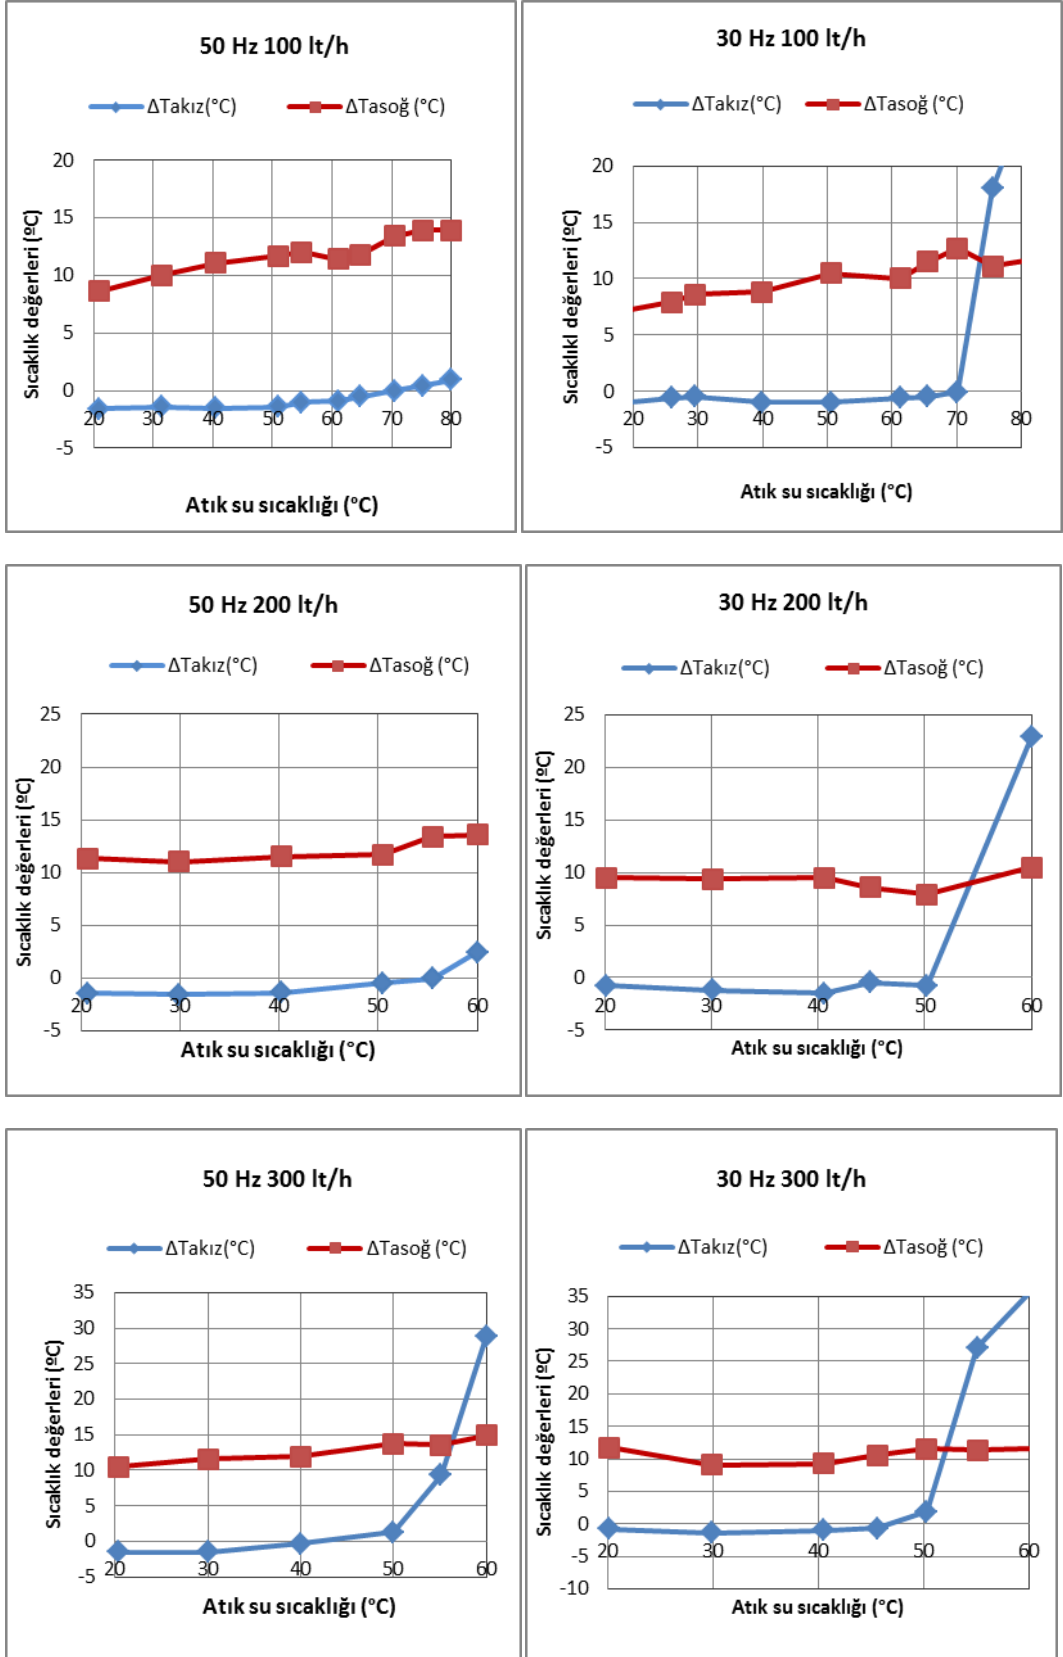 50 Hz 100 lt/h
ΔTakız(°C) ΔTasoğ (°C)
Sıcaklık değerleri (ºC)
20
15
10
5
0
-5
20 30 40 50 60 70 80
Atık su sıcaklığı (°C)
30 Hz 100 lt/h
ΔTakız(°C) ΔTasoğ (°C)
Sıcaklıkl değerleri (ºC)
20
15
10
5
0
-5
20 30 40 50 60 70 80
Atık su sıcaklığı (°C)
50 Hz 200 lt/h
ΔTakız(°C) ΔTasoğ (°C)
Sıcaklık değerleri (ºC)
25
20
15
10
5
0
-5
20 30 40 50 60
Atık su sıcaklığı (°C)
30 Hz 200 lt/h
ΔTakız(°C) ΔTasoğ (°C)
Sıcaklık değerleri (ºC)
25
20
15
10
5
0
-5
20 30 40 50 60
Atık su sıcaklığı (°C)
50 Hz 300 lt/h
ΔTakız(°C) ΔTasoğ (°C)
Sıcaklık değerleri (ºC)
35
30
25
20
15
10
5
0
-5
20 30 40 50 60
Atık su sıcaklığı (°C)
30 Hz 300 lt/h
ΔTakız(°C) ΔTasoğ (°C)
Sıcaklık değerleri (ºC)
35
30
25
20
15
10
5
0
-5
-10
20 30 40 50 60
Atık su sıcaklığı (°C)